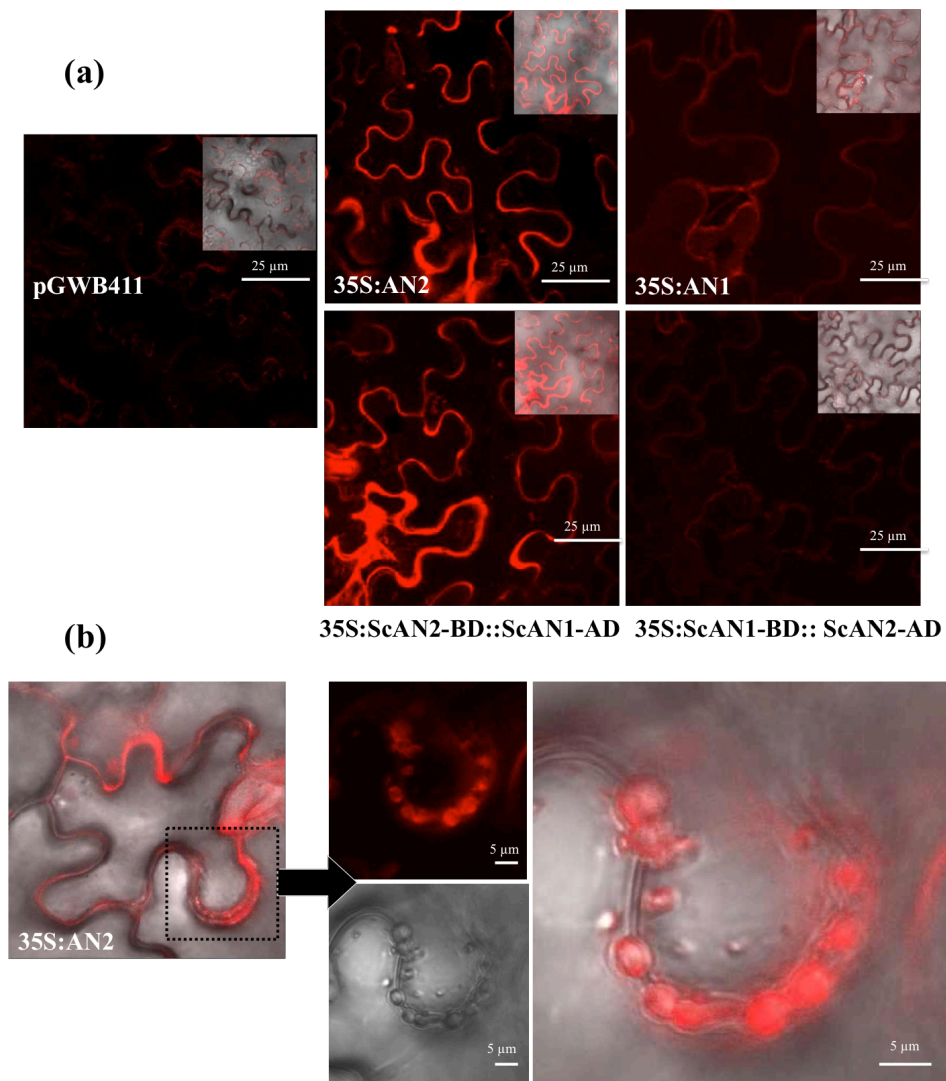 (a)
pGWB411
25 µm
35S:AN2
25 µm
35S:AN1
25 µm
25 µm
25 µm
35S:ScAN2-BD::ScAN1-AD
35S:ScAN1-BD:: ScAN2-AD
(b)
35S:AN2
5 µm
5 µm
5 µm